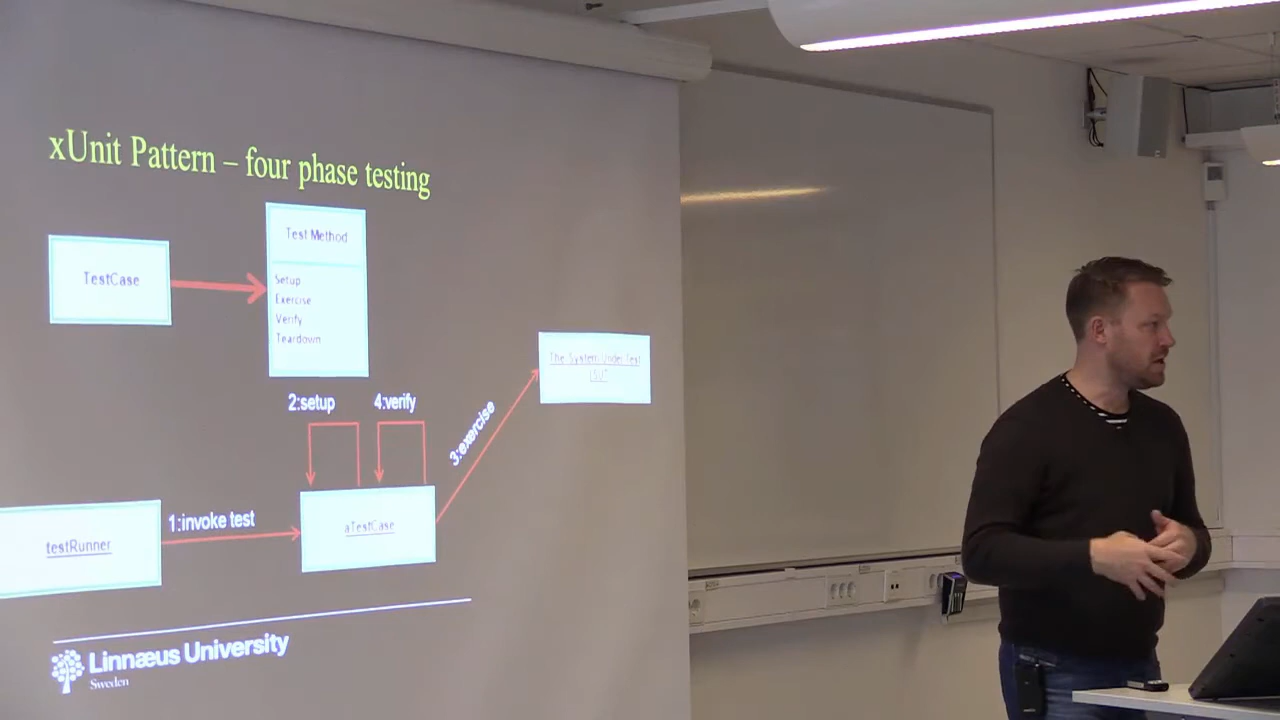 xUnit Pattern – four phase testing
TestCase
Test Method
Setup
Exercise
Verify
Teardown
The System Under Test
2:setup
4:verify
3:exercise
testRunner
1:invoke test
aTestCase
Linnæus University
Sweden